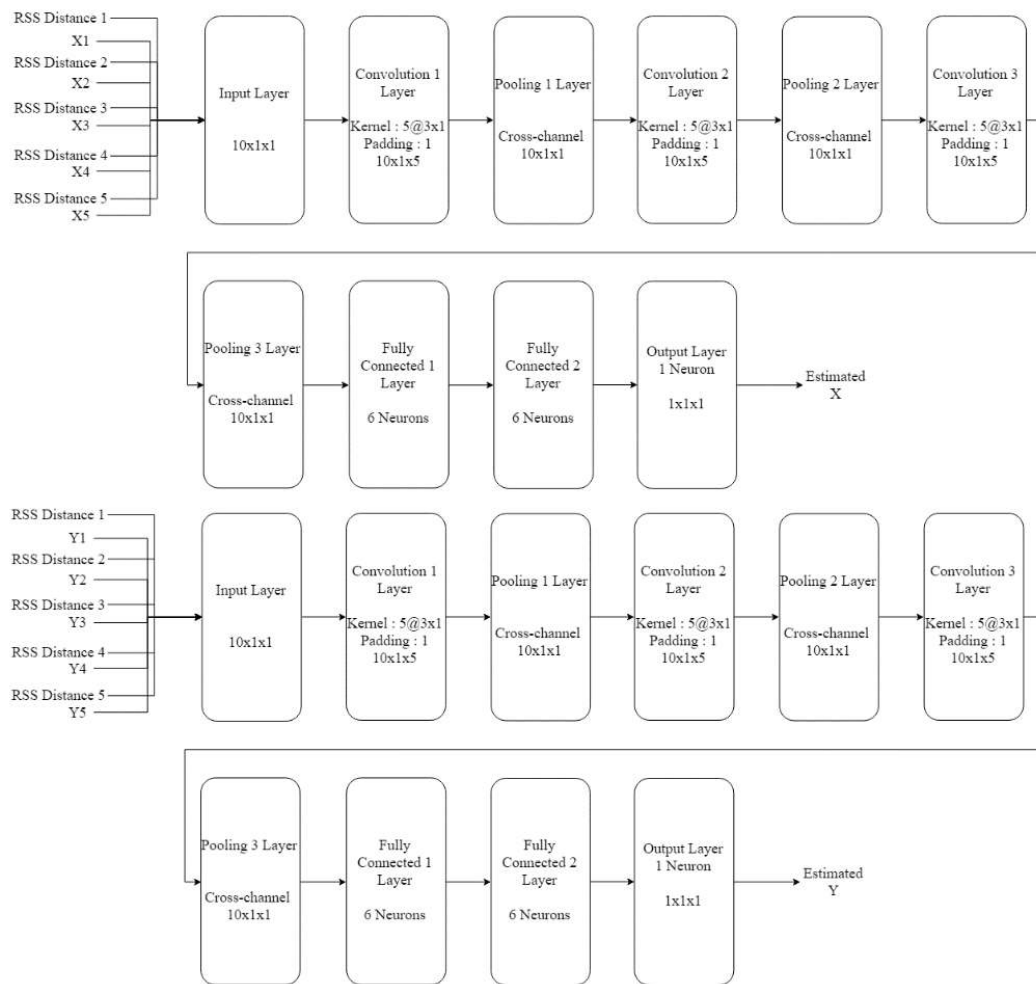 RSS Distance 1
X1
RSS Distance 2
X2
RSS Distance 3
X3
RSS Distance 4
X4
RSS Distance 5
X5
Input Layer
10x1x1
Convolution 1
Layer
Kernel : 5@3x1
Padding : 1
10x1x5
Pooling 1 Layer
Cross-channel
10x1x1
Convolution 2
Layer
Kernel : 5@3x1
Padding : 1
10x1x5
Pooling 2 Layer
Cross-channel
10x1x1
Convolution 3
Layer
Kernel : 5@3x1
Padding : 1
10x1x5
Pooling 3 Layer
Cross-channel
10x1x1
Fully
Connected 1
Layer
6 Neurons
Fully
Connected 2
Layer
6 Neurons
Output Layer
1 Neuron
1x1x1
Estimated
X
RSS Distance 1
Y1
RSS Distance 2
Y2
RSS Distance 3
Y3
RSS Distance 4
Y4
RSS Distance 5
Y5
Input Layer
10x1x1
Convolution 1
Layer
Kernel : 5@3x1
Padding : 1
10x1x5
Pooling 1 Layer
Cross-channel
10x1x1
Convolution 2
Layer
Kernel : 5@3x1
Padding : 1
10x1x5
Pooling 2 Layer
Cross-channel
10x1x1
Convolution 3
Layer
Kernel : 5@3x1
Padding : 1
10x1x5
Pooling 3 Layer
Cross-channel
10x1x1
Fully
Connected 1
Layer
6 Neurons
Fully
Connected 2
Layer
6 Neurons
Output Layer
1 Neuron
1x1x1
Estimated
Y